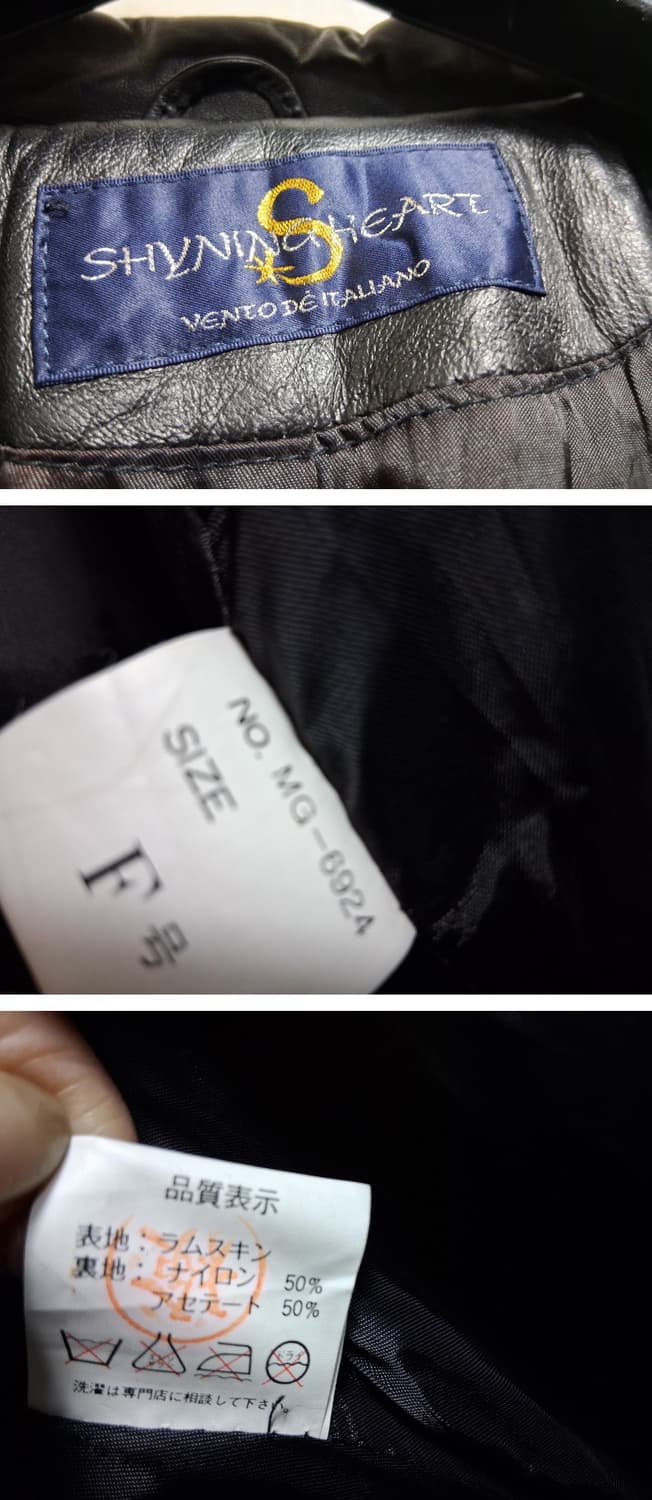 SHYNING HEART
S
VENTO DÉ ITALIANO
NO. MG-6924
SIZE
F号
品質表示
表地：ラムスキン
裏地：ナイロン 50%
アセテート 50%
洗濯は専門店に相談して下さい。